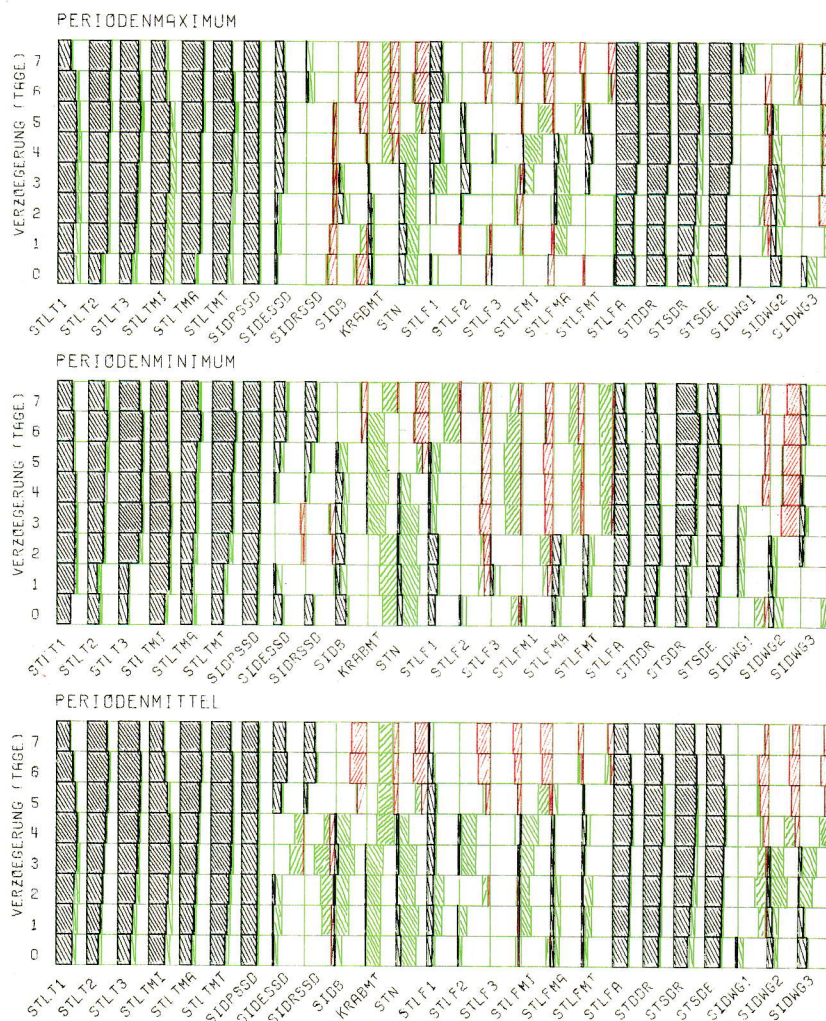 PERIODENMAXIMUM
VERZOEGERUNG (TAGE)
7
6
5
4
3
2
1
0
STLT1 STLT2 STLT3 STLTMI STLTMA STLTMT SIDPSSD SIDESSD SIDRSSD SIDB KRABMT STN STLF1 STLF2 STLF3 STLFMI STLFMA STLFMT STLFA STDDR STSDR STSDE SIDWG1 SIDWG2 SIDWG3
PERIODENMINIMUM
VERZOEGERUNG (TAGE)
7
6
5
4
3
2
1
0
STLT1 STLT2 STLT3 STLTMI STLTMA STLTMT SIDPSSD SIDESSD SIDRSSD SIDB KRABMT STN STLF1 STLF2 STLF3 STLFMI STLFMA STLFMT STLFA STDDR STSDR STSDE SIDWG1 SIDWG2 SIDWG3
PERIODENMITTEL
VERZOEGERUNG (TAGE)
7
6
5
4
3
2
1
0
STLT1 STLT2 STLT3 STLTMI STLTMA STLTMT SIDPSSD SIDESSD SIDRSSD SIDB KRABMT STN STLF1 STLF2 STLF3 STLFMI STLFMA STLFMT STLFA STDDR STSDR STSDE SIDWG1 SIDWG2 SIDWG3